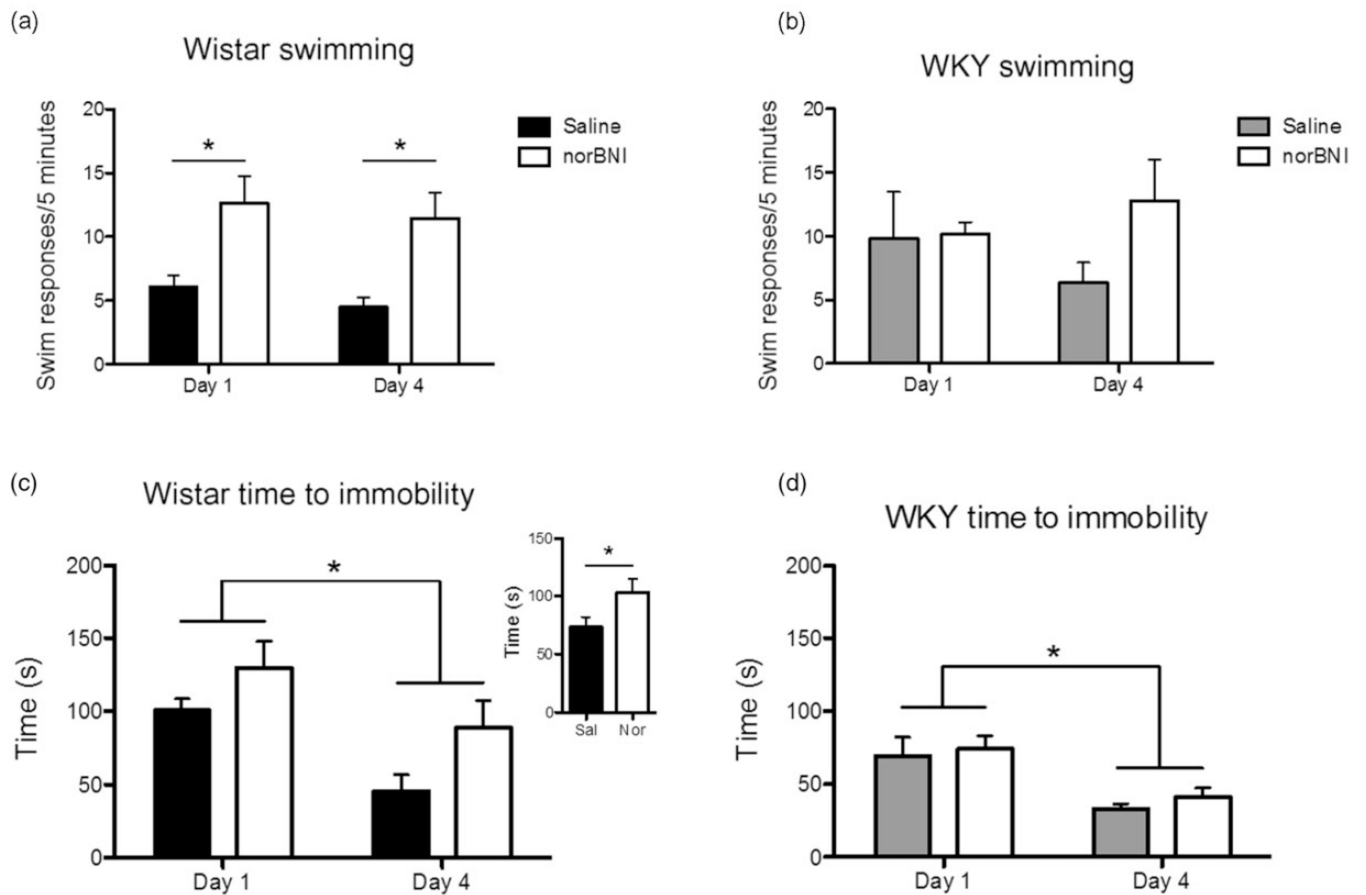 (a)
Wistar swimming
Swim responses/5 minutes
20
15
10
5
0
*
*
Day 1
Day 4
Saline
norBNI
(b)
WKY swimming
Swim responses/5 minutes
20
15
10
5
0
Day 1
Day 4
Saline
norBNI
(c)
Wistar time to immobility
Time (s)
200
150
100
50
0
*
Day 1
Day 4
Time (s)
150
100
50
0
*
Sal
Nor
(d)
WKY time to immobility
Time (s)
200
150
100
50
0
*
Day 1
Day 4